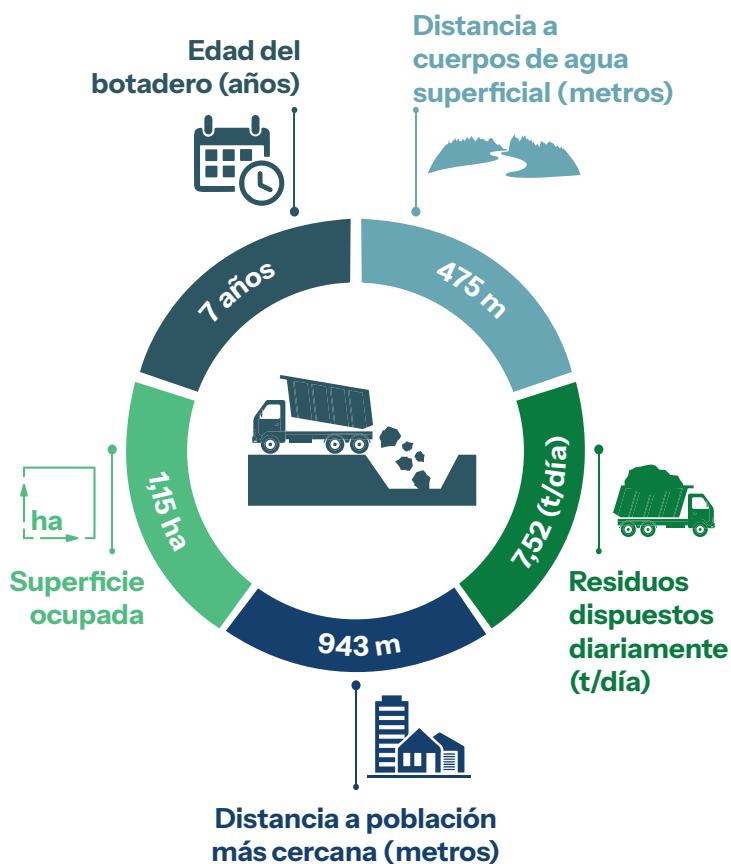 Edad del
botadero (años)
Distancia a
cuerpos de agua
superficial (metros)
7 años
475 m
1,15 ha
7,52 (t/día)
943 m
ha
Superficie
ocupada
Residuos
dispuestos
diariamente
(t/día)
Distancia a población
más cercana (metros)